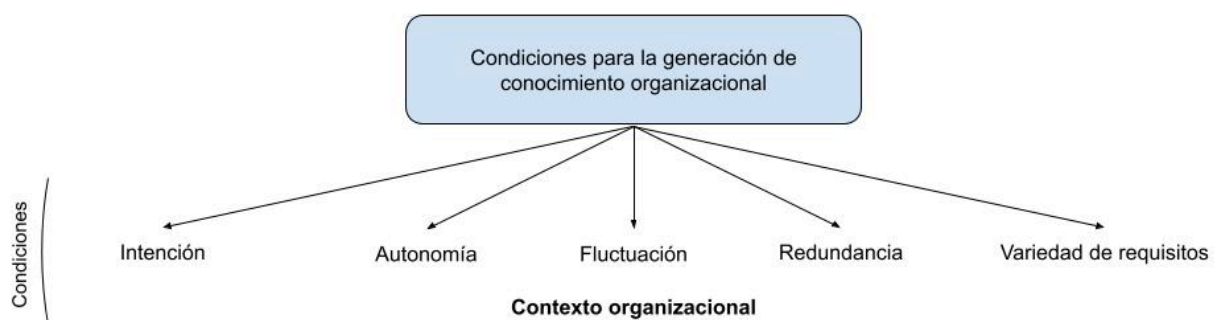 Condiciones para la generación de
conocimiento organizacional
Condiciones
Intención
Autonomía
Fluctuación
Redundancia
Variedad de requisitos
Contexto organizacional